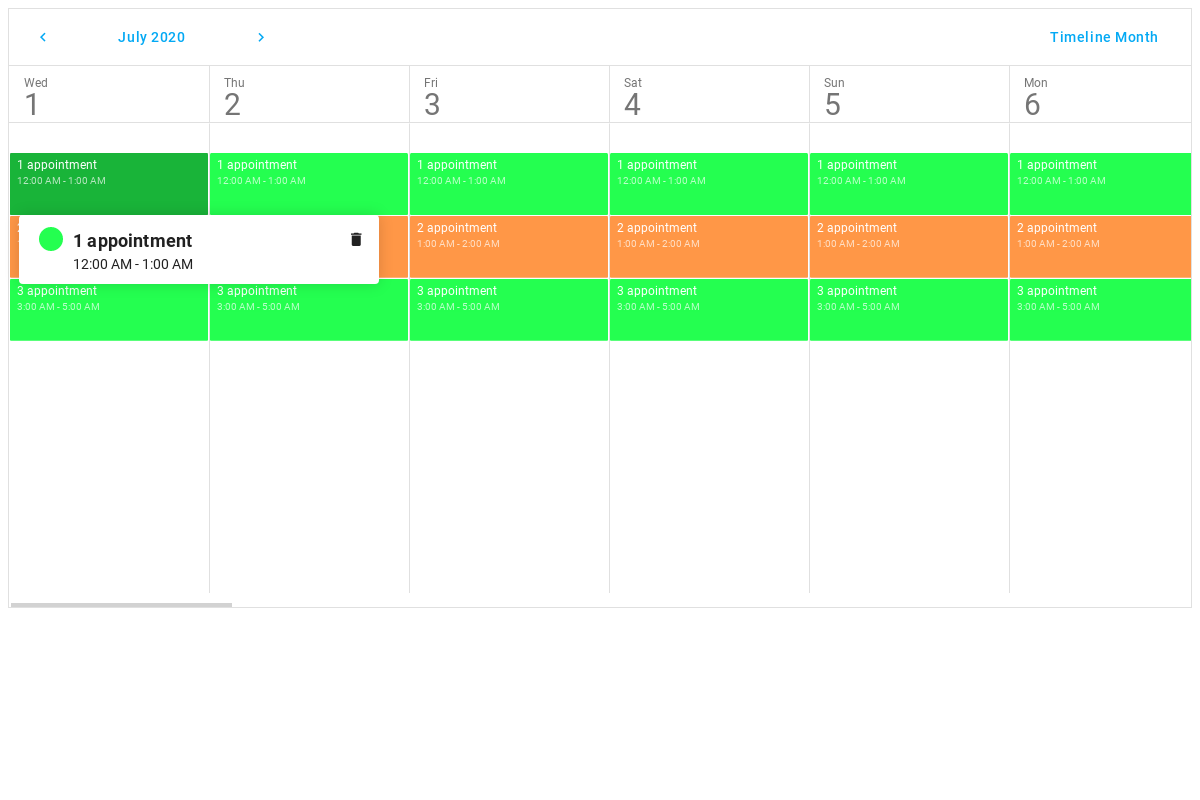 July 2020
Timeline Month
Wed
1
Thu
2
Fri
3
Sat
4
Sun
5
Mon
6
1 appointment
12:00 AM - 1:00 AM
1 appointment
12:00 AM - 1:00 AM
1 appointment
12:00 AM - 1:00 AM
1 appointment
12:00 AM - 1:00 AM
1 appointment
12:00 AM - 1:00 AM
1 appointment
12:00 AM - 1:00 AM
1 appointment
12:00 AM - 1:00 AM
2 appointment
1:00 AM - 2:00 AM
2 appointment
1:00 AM - 2:00 AM
2 appointment
1:00 AM - 2:00 AM
2 appointment
1:00 AM - 2:00 AM
3 appointment
3:00 AM - 5:00 AM
3 appointment
3:00 AM - 5:00 AM
3 appointment
3:00 AM - 5:00 AM
3 appointment
3:00 AM - 5:00 AM
3 appointment
3:00 AM - 5:00 AM
3 appointment
3:00 AM - 5:00 AM